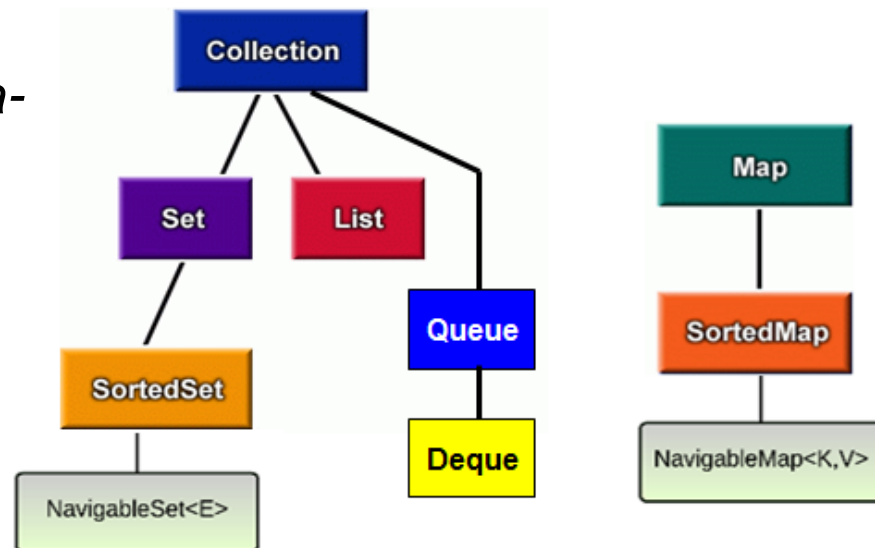 Collection
Set
List
Queue
Deque
SortedSet
NavigableSet<E>
Map
SortedMap
NavigableMap<K,V>